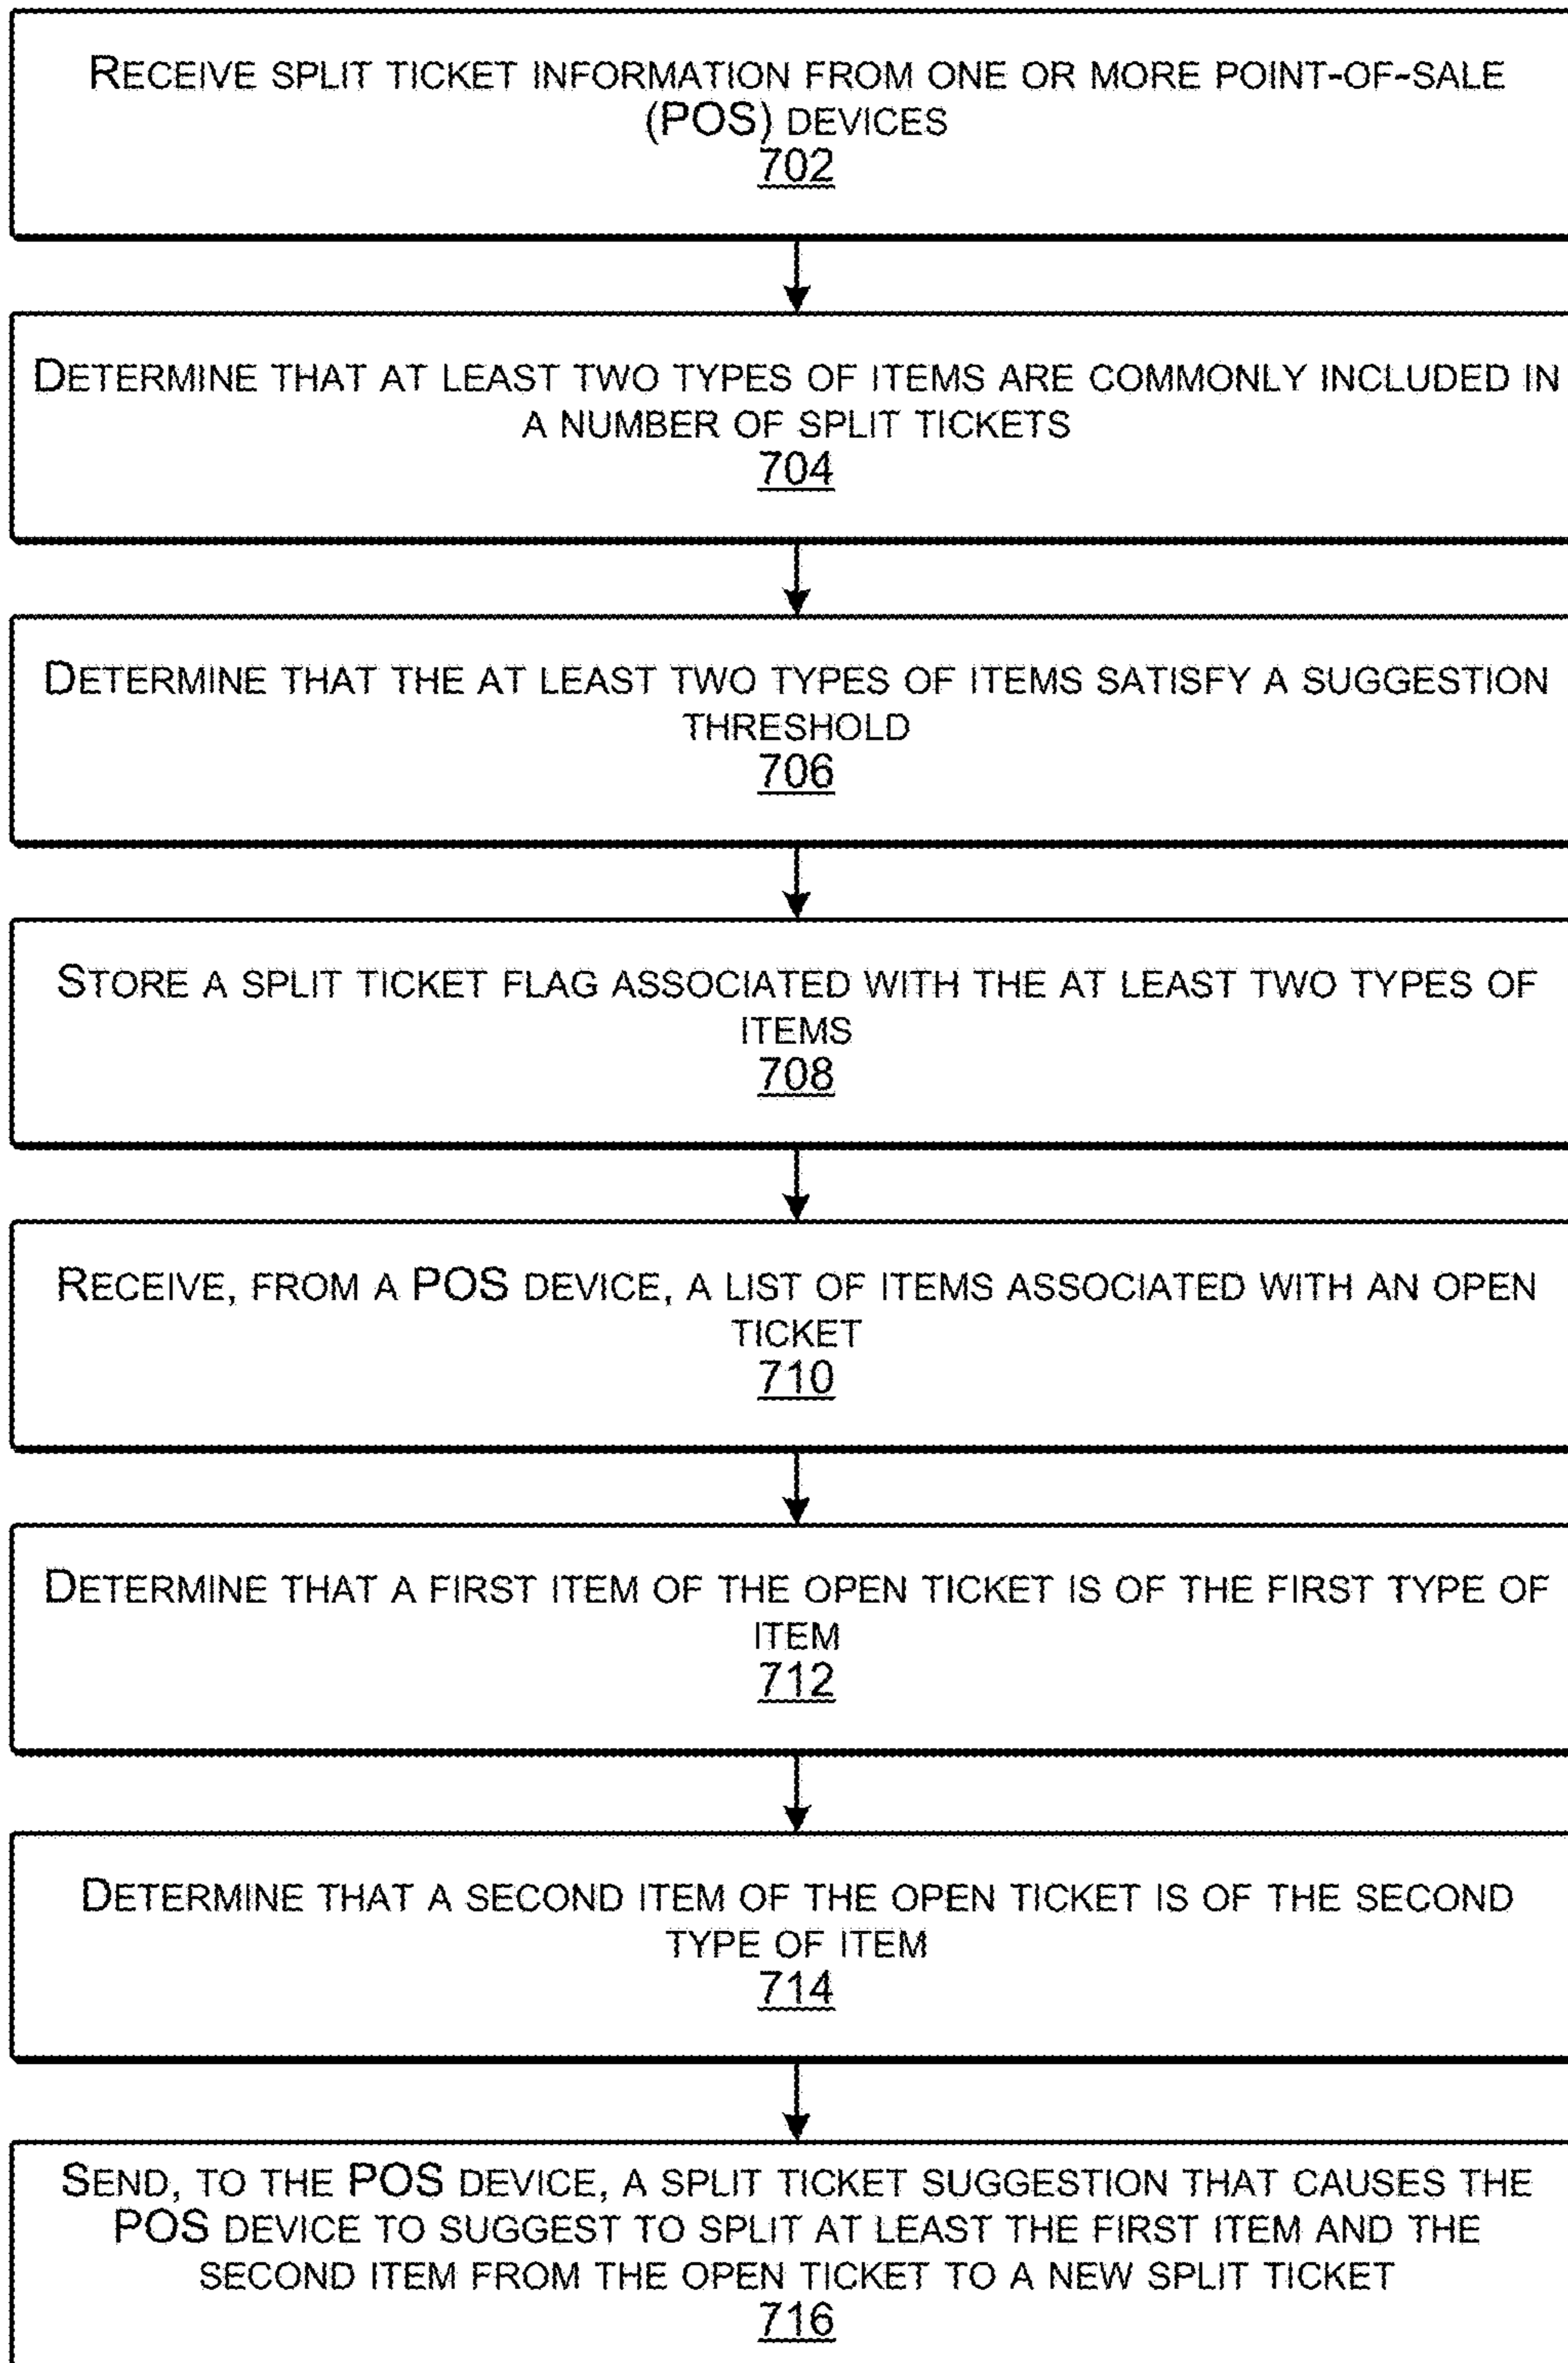 RECEIVE SPLIT TICKET INFORMATION FROM ONE OR MORE POINT-OF-SALE
(POS) DEVICES
702
DETERMINE THAT AT LEAST TWO TYPES OF ITEMS ARE COMMONLY INCLUDED IN
A NUMBER OF SPLIT TICKETS
704
DETERMINE THAT THE AT LEAST TWO TYPES OF ITEMS SATISFY A SUGGESTION
THRESHOLD
706
STORE A SPLIT TICKET FLAG ASSOCIATED WITH THE AT LEAST TWO TYPES OF
ITEMS
708
RECEIVE, FROM A POS DEVICE, A LIST OF ITEMS ASSOCIATED WITH AN OPEN
TICKET
710
DETERMINE THAT A FIRST ITEM OF THE OPEN TICKET IS OF THE FIRST TYPE OF
ITEM
712
DETERMINE THAT A SECOND ITEM OF THE OPEN TICKET IS OF THE SECOND
TYPE OF ITEM
714
SEND, TO THE POS DEVICE, A SPLIT TICKET SUGGESTION THAT CAUSES THE
POS DEVICE TO SUGGEST TO SPLIT AT LEAST THE FIRST ITEM AND THE
SECOND ITEM FROM THE OPEN TICKET TO A NEW SPLIT TICKET
716